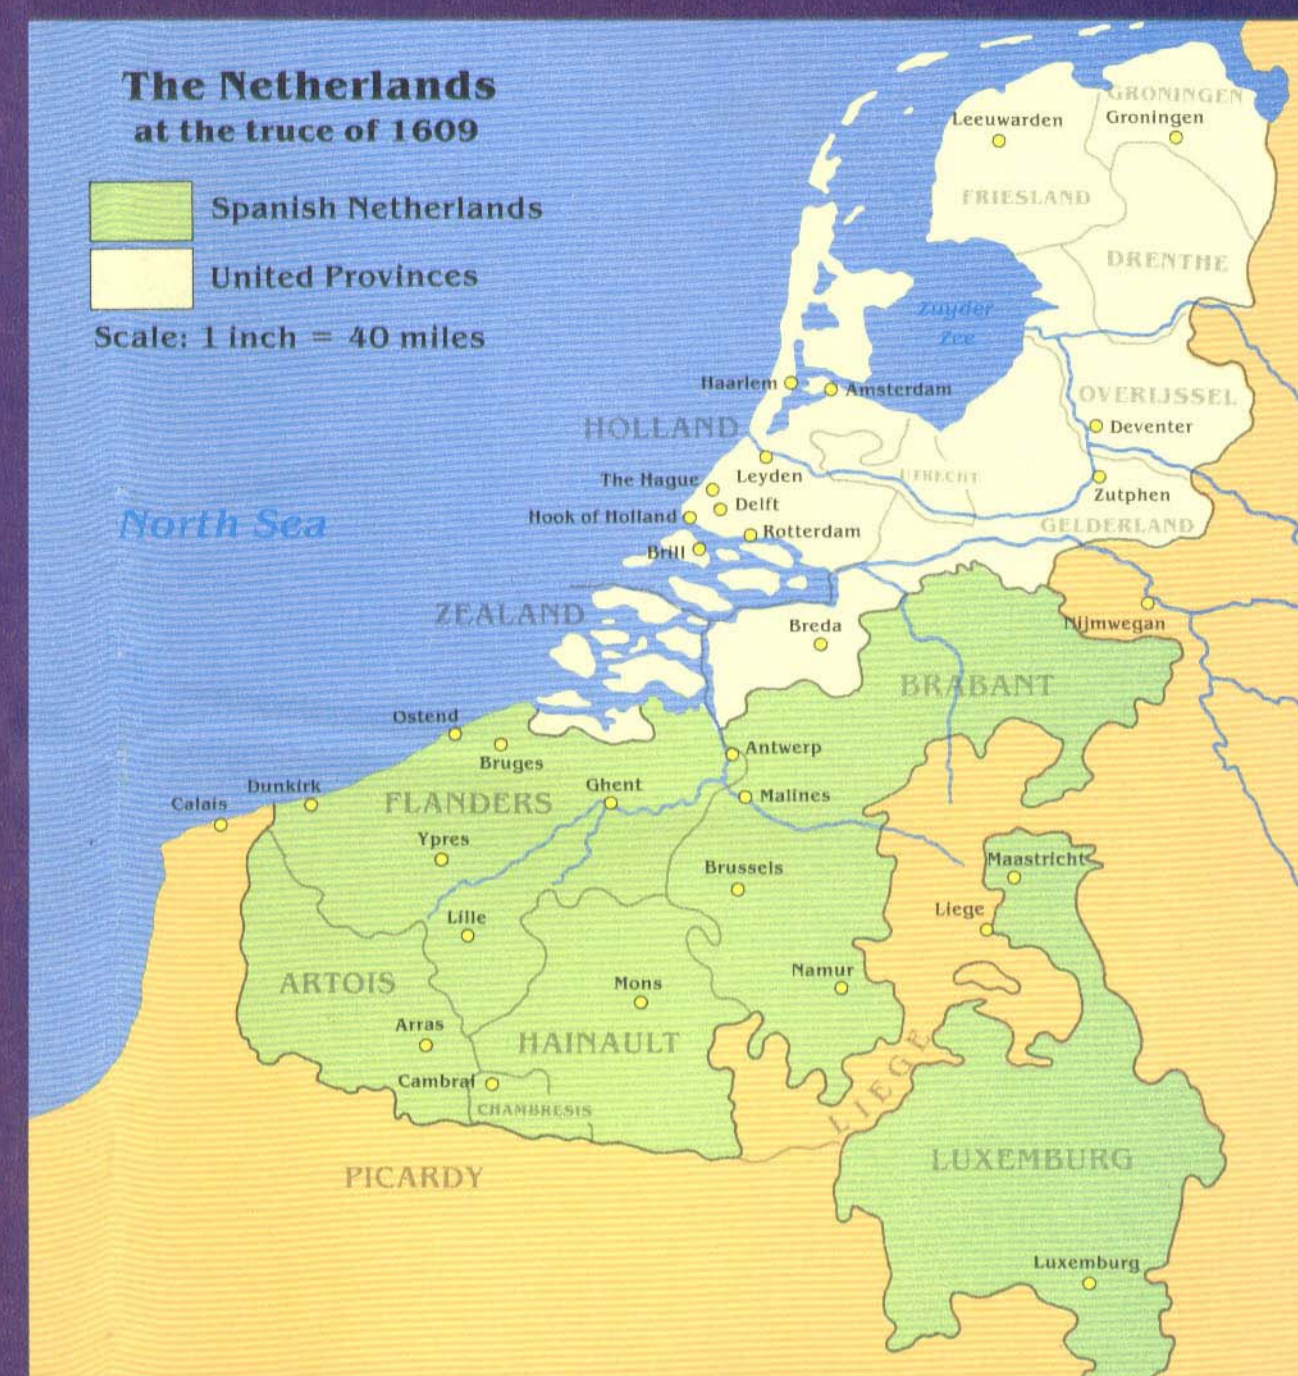 The Netherlands
at the truce of 1609
Spanish Netherlands
United Provinces
Scale: 1 inch = 40 miles
GRONINGEN
Leeuwarden
Groningen
FRIESLAND
DRENTHE
Zuyder
Zee
Haarlem
Amsterdam
OVERIJSSEL
HOLLAND
Deventer
The Hague
Leyden
UTRECHT
Zutphen
Delft
Hook of Holland
GELDERLAND
North Sea
Rotterdam
Brill
ZEALAND
Breda
Nijmwegan
BRABANT
Ostend
Bruges
Antwerp
Dunkirk
Ghent
Calais
FLANDERS
Malines
Ypres
Brussels
Maastricht
Lille
Liege
ARTOIS
Mons
Namur
Arras
HAINAULT
LIEGE
Cambrai
CHAMBRESIS
PICARDY
LUXEMBURG
Luxemburg